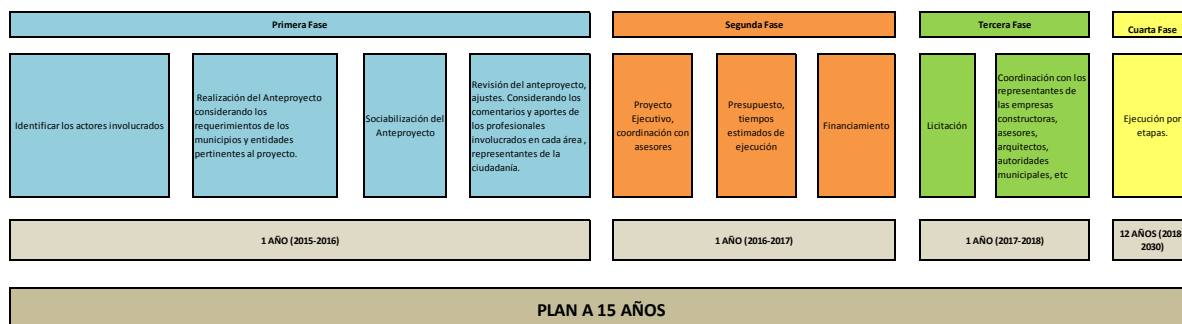 Primera Fase
Segunda Fase
Tercera Fase
Cuarta Fase
Identificar los actores involucrados
Realización del Anteproyecto
considerando los
requerimientos de los
municipios y entidades
pertinentes al proyecto.
Sociabilización del
Anteproyecto
Revisión del anteproyecto,
ajustes. Considerando los
comentarios y aportes de
los profesionales
involucrados en cada área ,
representantes de la
ciudadanía.
Proyecto
Ejecutivo,
coordinación con
asesores
Presupuesto,
tiempos
estimados de
ejecución
Financiamiento
Licitación
Coordinación con los
representantes de
las empresas
constructoras,
asesores,
arquitectos,
autoridades
municipales, etc
Ejecución por
etapas.
1 AÑO (2015-2016)
1 AÑO (2016-2017)
1 AÑO (2017-2018)
12 AÑOS (2018-
2030)
PLAN A 15 AÑOS